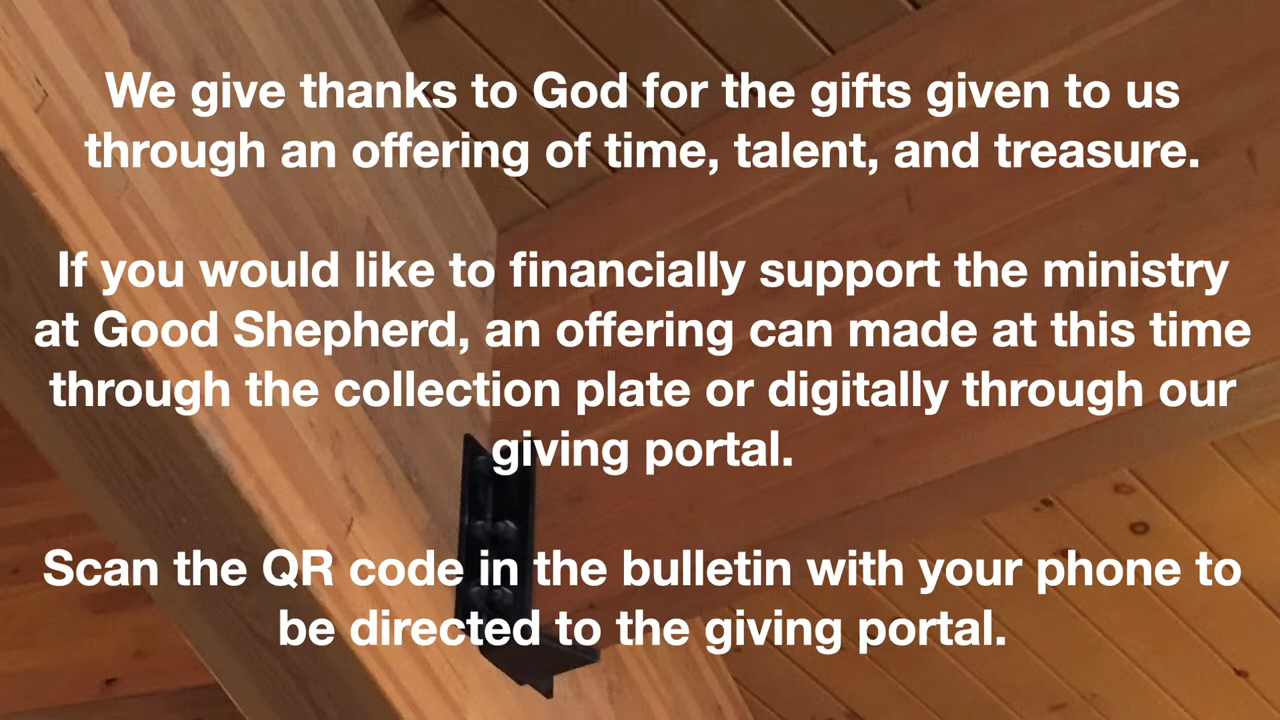 We give thanks to God for the gifts given to us
through an offering of time, talent, and treasure.
If you would like to financially support the ministry
at Good Shepherd, an offering can made at this time
through the collection plate or digitally through our
giving portal.
Scan the QR code in the bulletin with your phone to
be directed to the giving portal.